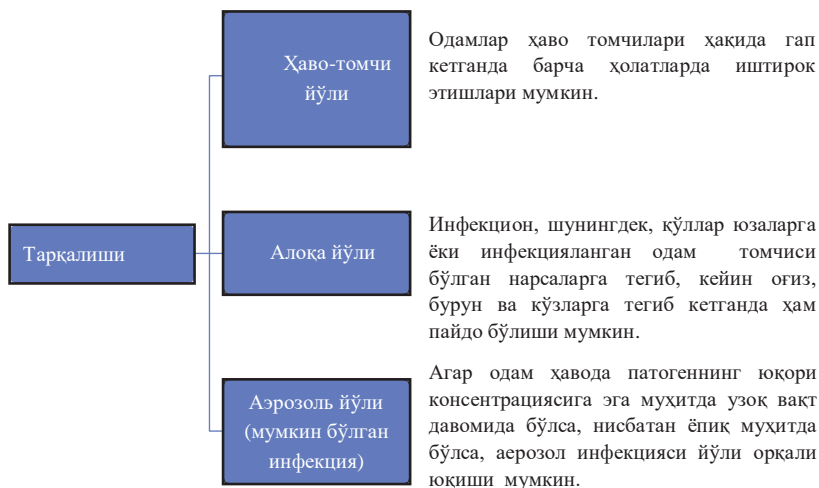 Ҳаво-томчи
йўли
Одамлар ҳаво томчилари ҳақида гап
кетганда барча ҳолатларда иштирок
этишлари мумкин.
Тарқалиши
Алоқа йўли
Инфекцион, шунингдек, қўллар юзаларга
ёки инфекцияланган одам томчиси
бўлган нарсаларга тегиб, кейин оғиз,
бурун ва кўзларга тегиб кетганда ҳам
пайдо бўлиши мумкин.
Аэрозоль йўли
(мумкин бўлган
инфекция)
Агар одам ҳавода патогеннинг юқори
консентрациясига эга муҳитда узоқ вақт
давомида бўлса, нисбатан ёпиқ муҳитда
бўлса, аерозол инфекцияси йўли орқали
юқиши мумкин.